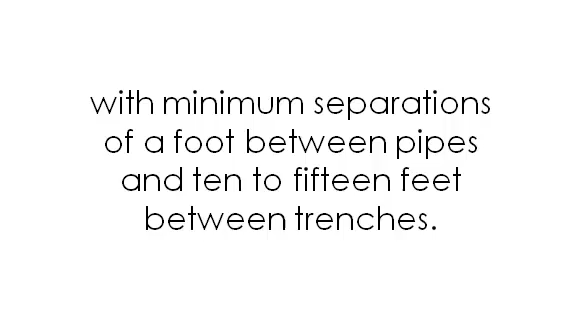 with minimum separations
of a foot between pipes
and ten to fifteen feet
between trenches.